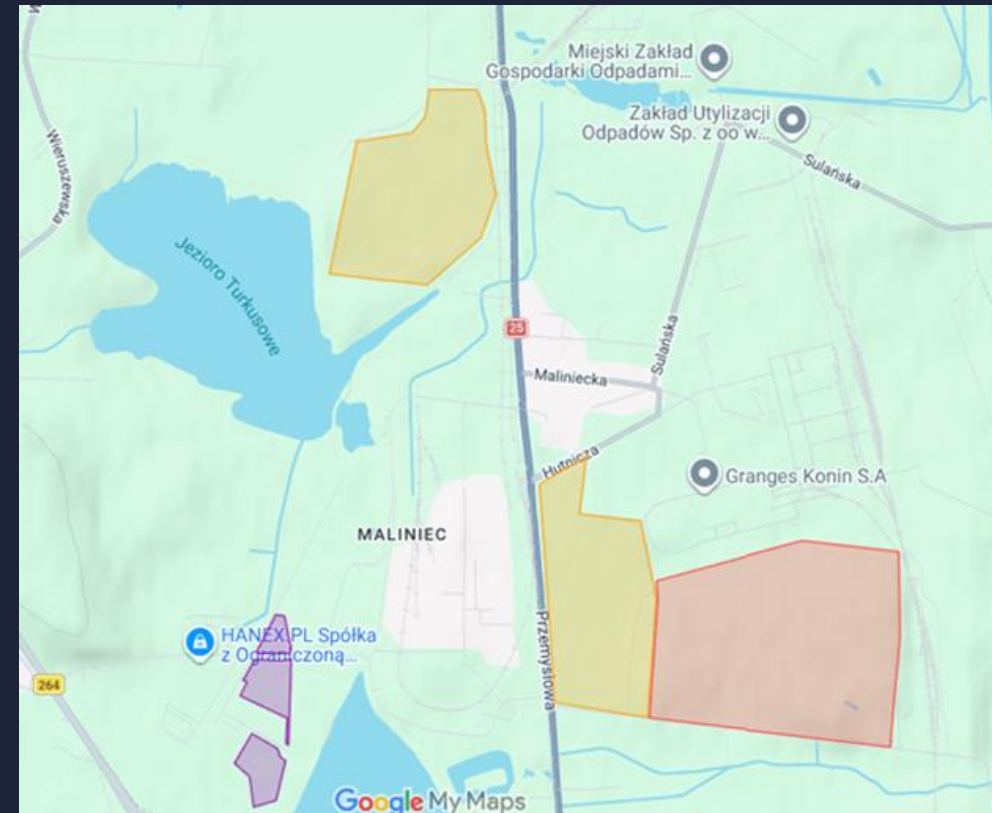 Miejski Zakład
Gospodarki Odpadami...
Zakład Utylizacji
Odpadów Sp. z oo w...
Sulańska
Wieruszewska
Jezioro Turkusowe
25
Sulańska
Maliniecka
Hutnicza
Granges Konin S.A
MALINIEC
HANEX.PL Spółka
z Ograniczoną...
Przemysłowa
264
Google My Maps